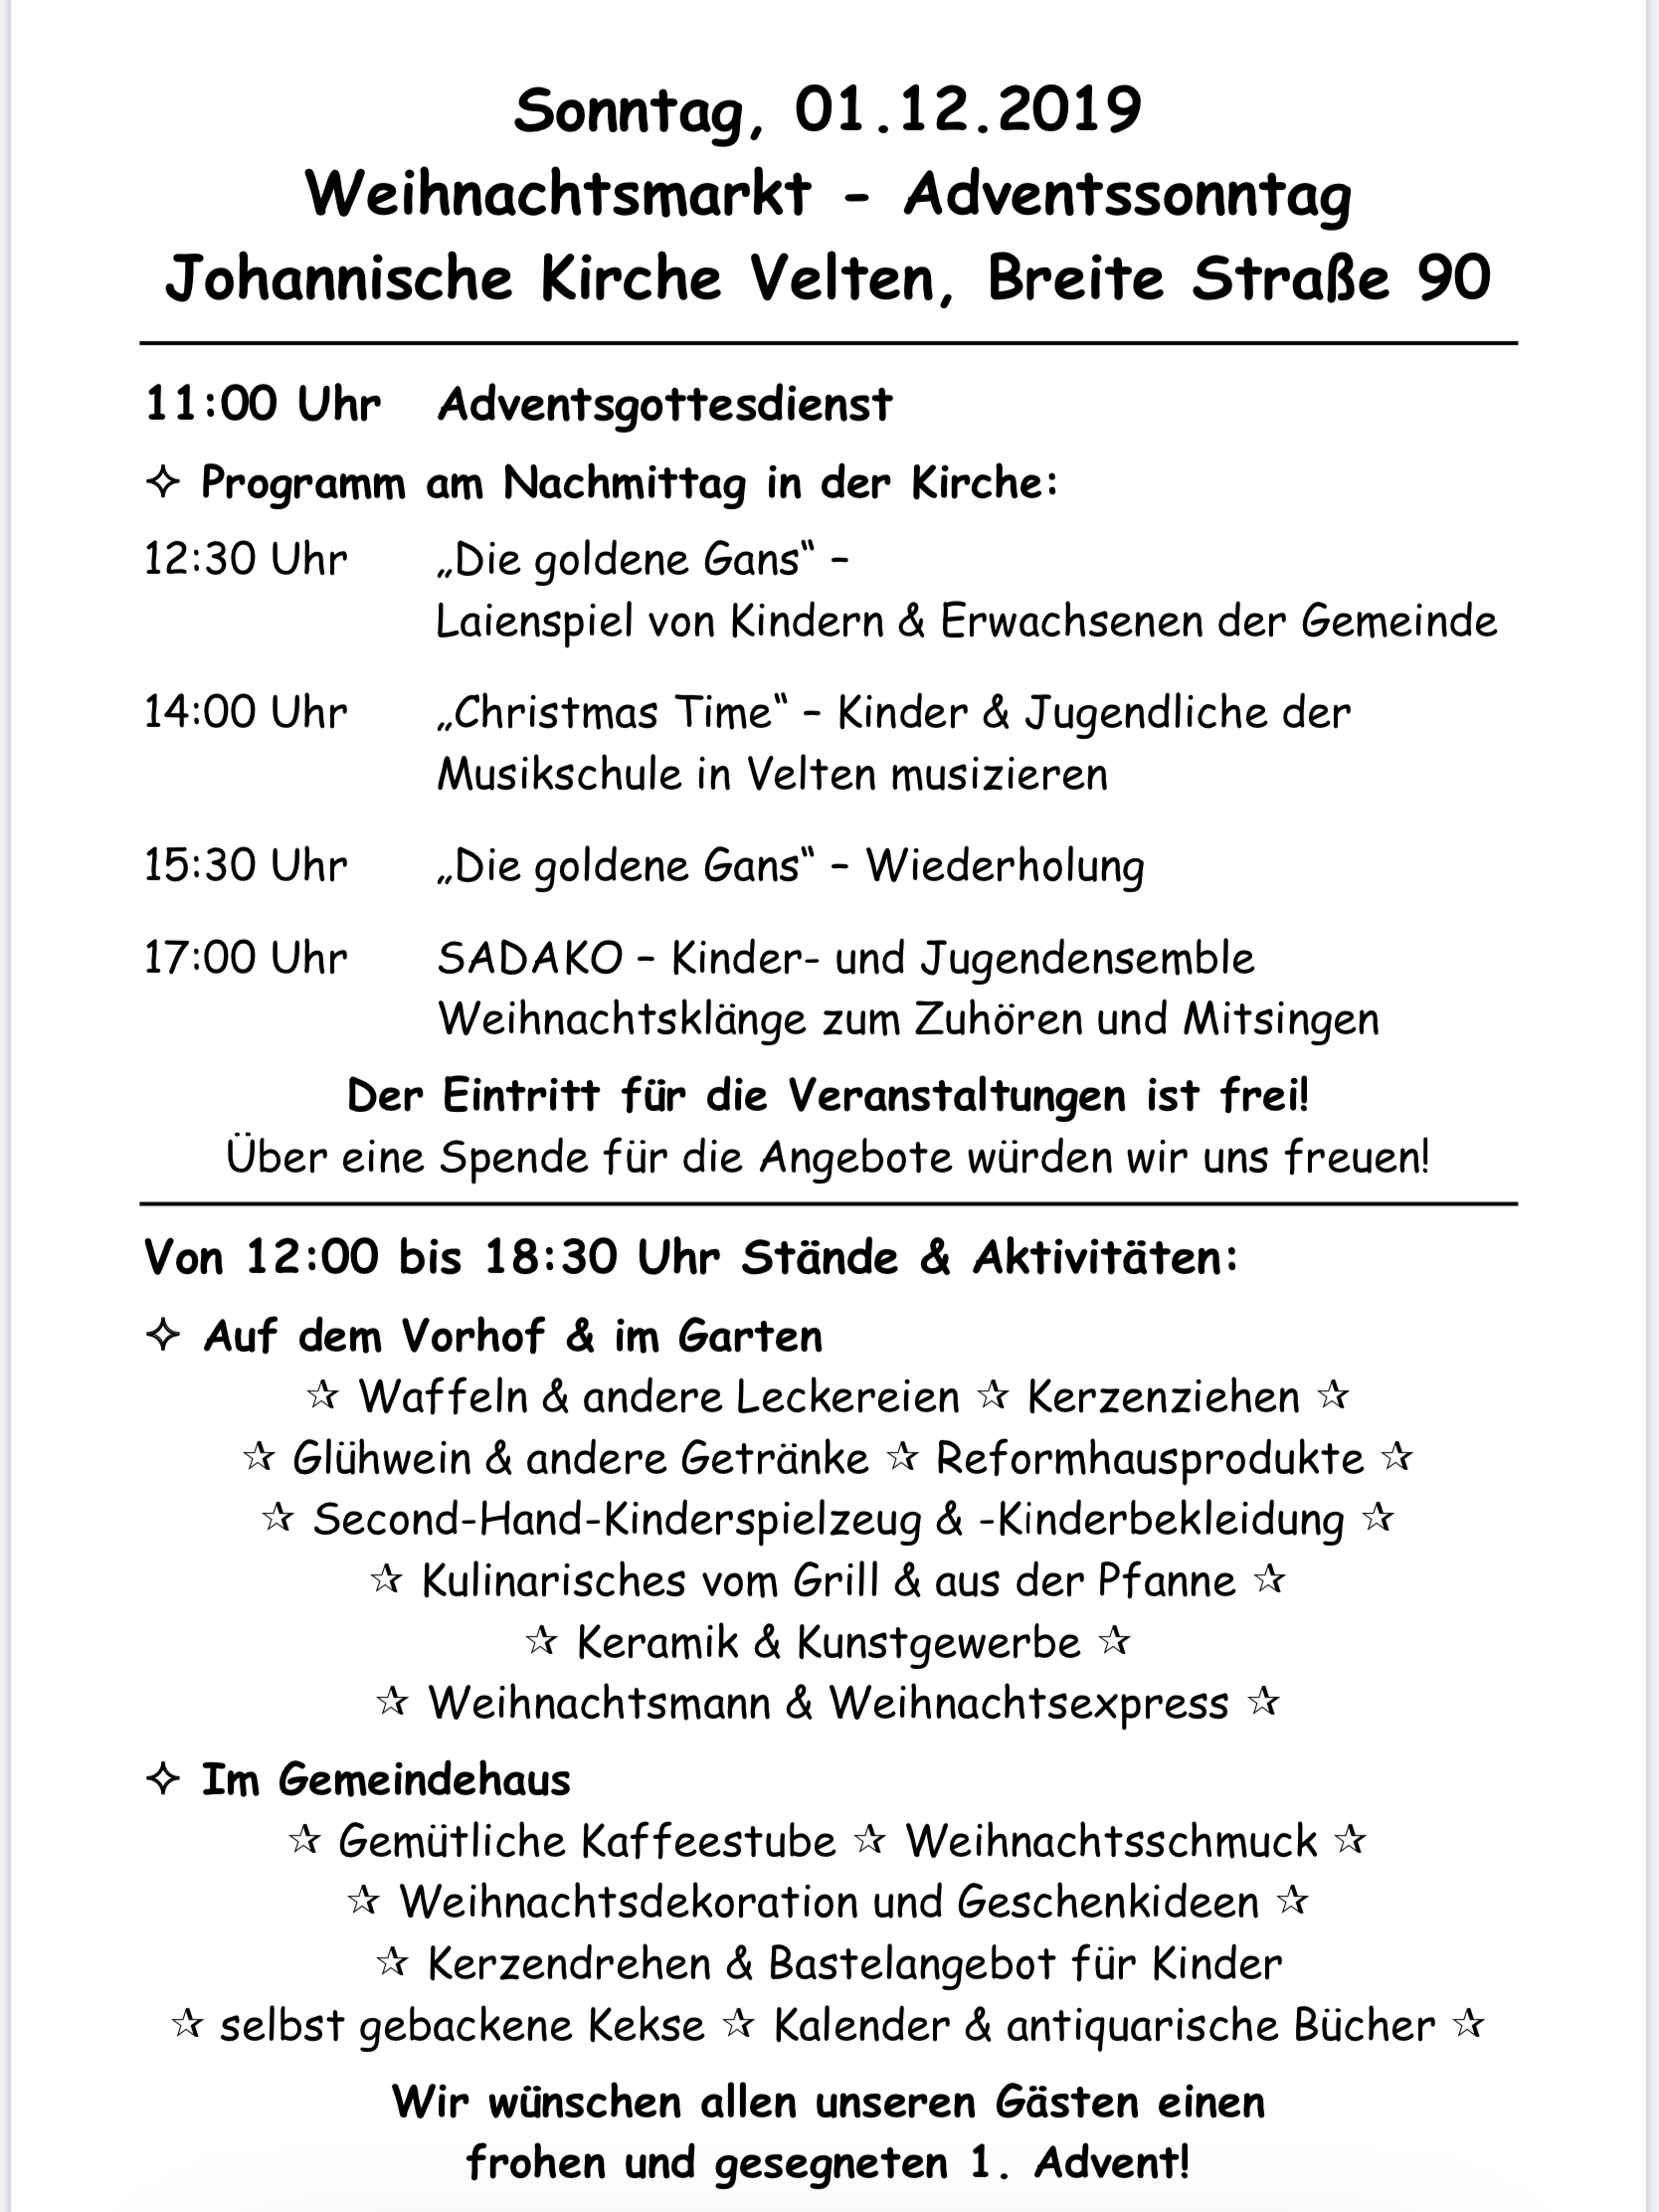 Sonntag, 01.12.2019
Weihnachtsmarkt - Adventssonntag
Johannische Kirche Velten, Breite Straße 90
11:00 Uhr Adventsgottesdienst
✧ Programm am Nachmittag in der Kirche:
12:30 Uhr „Die goldene Gans“ –
Laienspiel von Kindern & Erwachsenen der Gemeinde
14:00 Uhr „Christmas Time“ – Kinder & Jugendliche der
Musikschule in Velten musizieren
15:30 Uhr „Die goldene Gans“ – Wiederholung
17:00 Uhr SADAKO – Kinder- und Jugendensemble
Weihnachtsklänge zum Zuhören und Mitsingen
Der Eintritt für die Veranstaltungen ist frei!
Über eine Spende für die Angebote würden wir uns freuen!
Von 12:00 bis 18:30 Uhr Stände & Aktivitäten:
✧ Auf dem Vorhof & im Garten
✰ Waffeln & andere Leckereien ✰ Kerzenziehen ✰
✰ Glühwein & andere Getränke ✰ Reformhausprodukte ✰
✰ Second-Hand-Kinderspielzeug & -Kinderbekleidung ✰
✰ Kulinarisches vom Grill & aus der Pfanne ✰
✰ Keramik & Kunstgewerbe ✰
✰ Weihnachtsmann & Weihnachtsexpress ✰
✧ Im Gemeindehaus
✰ Gemütliche Kaffeestube ✰ Weihnachtsschmuck ✰
✰ Weihnachtsdekoration und Geschenkideen ✰
✰ Kerzendrehen & Bastelangebot für Kinder
✰ selbst gebackene Kekse ✰ Kalender & antiquarische Bücher ✰
Wir wünschen allen unseren Gästen einen
frohen und gesegneten 1. Advent!